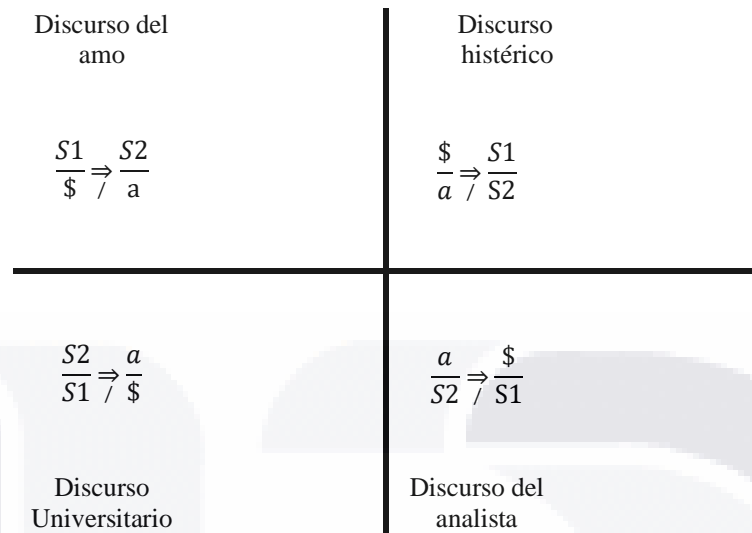 Discurso del
amo
Discurso
histérico
S1 S2
$ ⇒ a
/
$ S1
a ⇒ S2
/
S2 a
S1 ⇒ $
/
a $
S2 ⇒ S1
/
Discurso
Universitario
Discurso del
analista